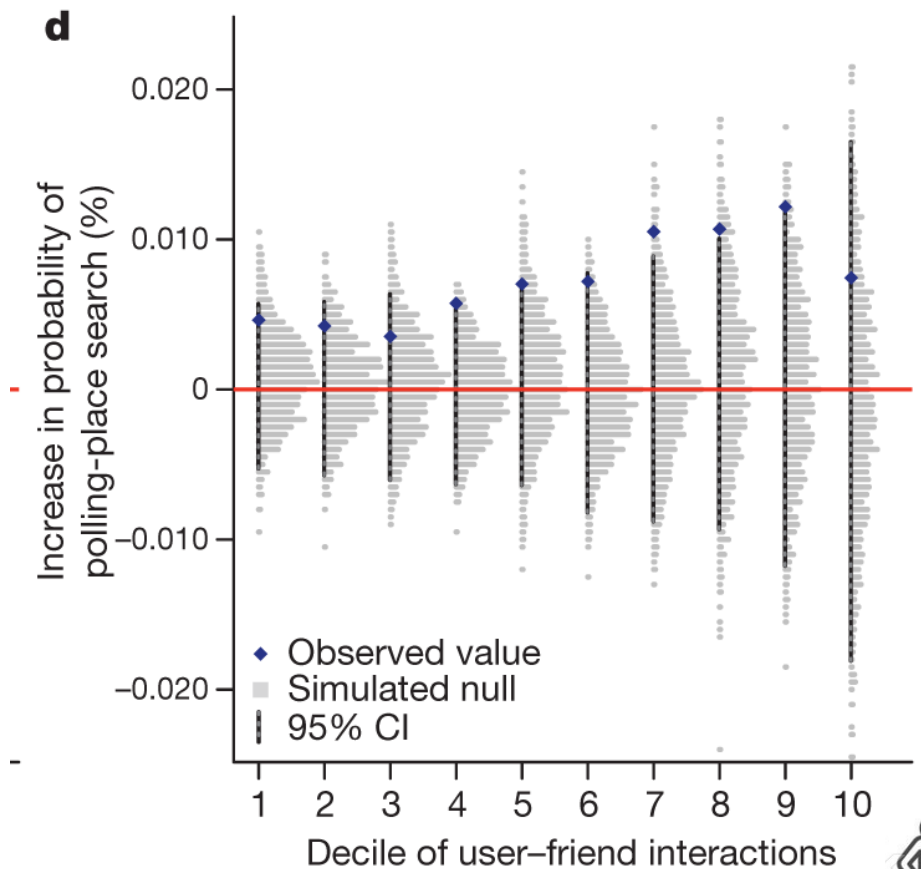 d
Increase in probability of
polling-place search (%)
0.020
0.010
0
−0.010
−0.020
Observed value
Simulated null
95% CI
1 2 3 4 5 6 7 8 9 10
Decile of user–friend interactions